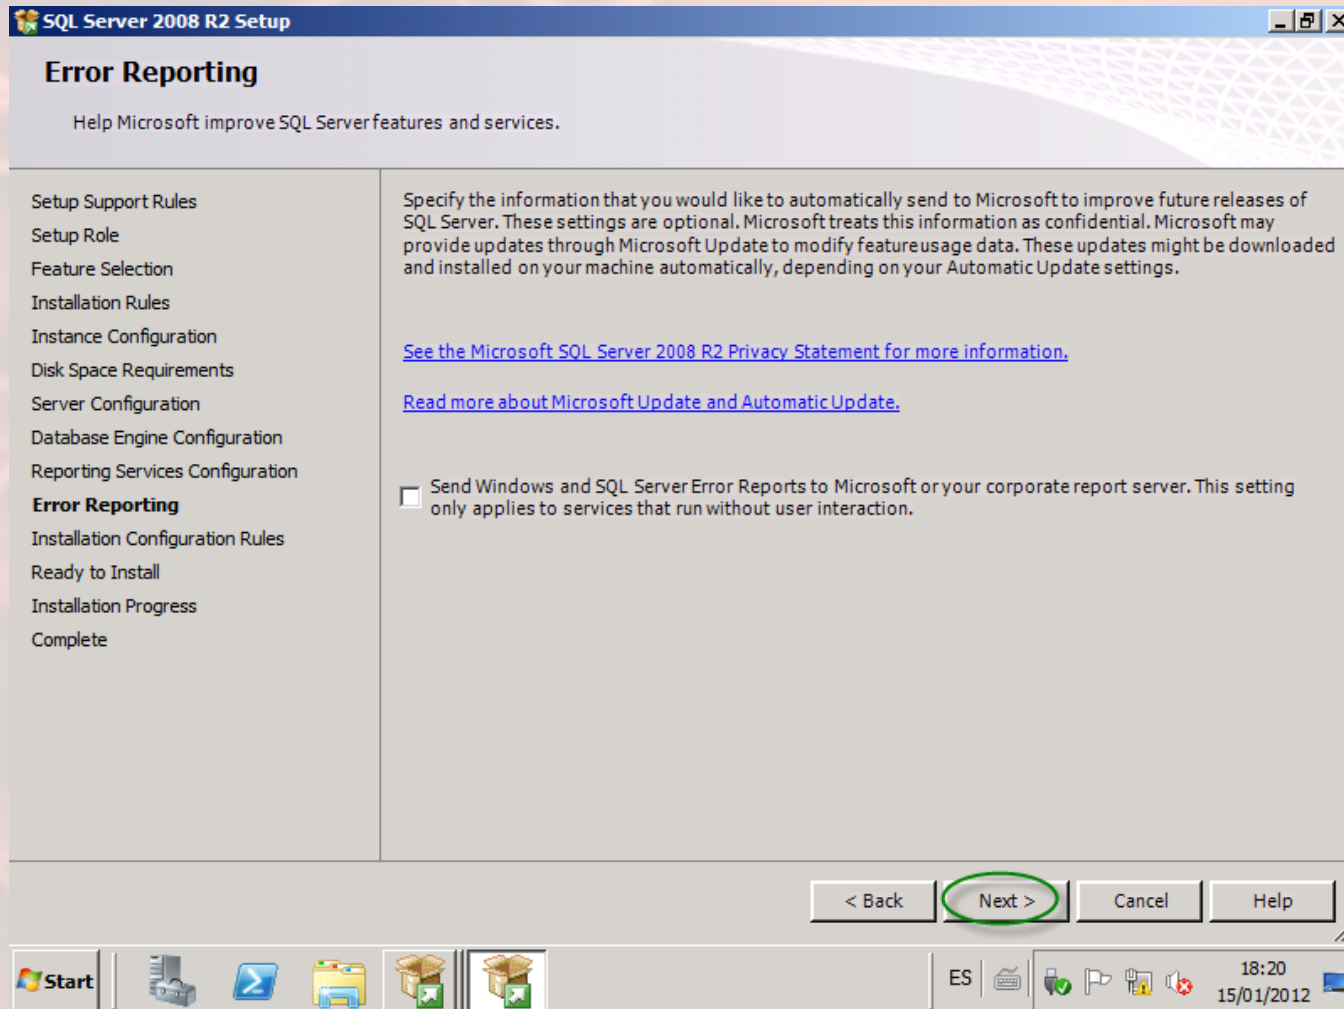 SQL Server 2008 R2 Setup
Error Reporting
Help Microsoft improve SQL Server features and services.
Setup Support Rules
Setup Role
Feature Selection
Installation Rules
Instance Configuration
Disk Space Requirements
Server Configuration
Database Engine Configuration
Reporting Services Configuration
Error Reporting
Installation Configuration Rules
Ready to Install
Installation Progress
Complete
Specify the information that you would like to automatically send to Microsoft to improve future releases of
SQL Server. These settings are optional. Microsoft treats this information as confidential. Microsoft may
provide updates through Microsoft Update to modify feature usage data. These updates might be downloaded
and installed on your machine automatically, depending on your Automatic Update settings.
See the Microsoft SQL Server 2008 R2 Privacy Statement for more information.
Read more about Microsoft Update and Automatic Update.
Send Windows and SQL Server Error Reports to Microsoft or your corporate report server. This setting
only applies to services that run without user interaction.
< Back
Next >
Cancel
Help
Start
ES
18:20
15/01/2012